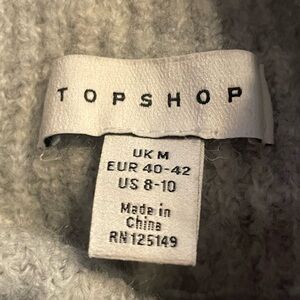 TOPSHOP
UK M
EUR 40-42
US 8-10
Made in
China
RN 125149